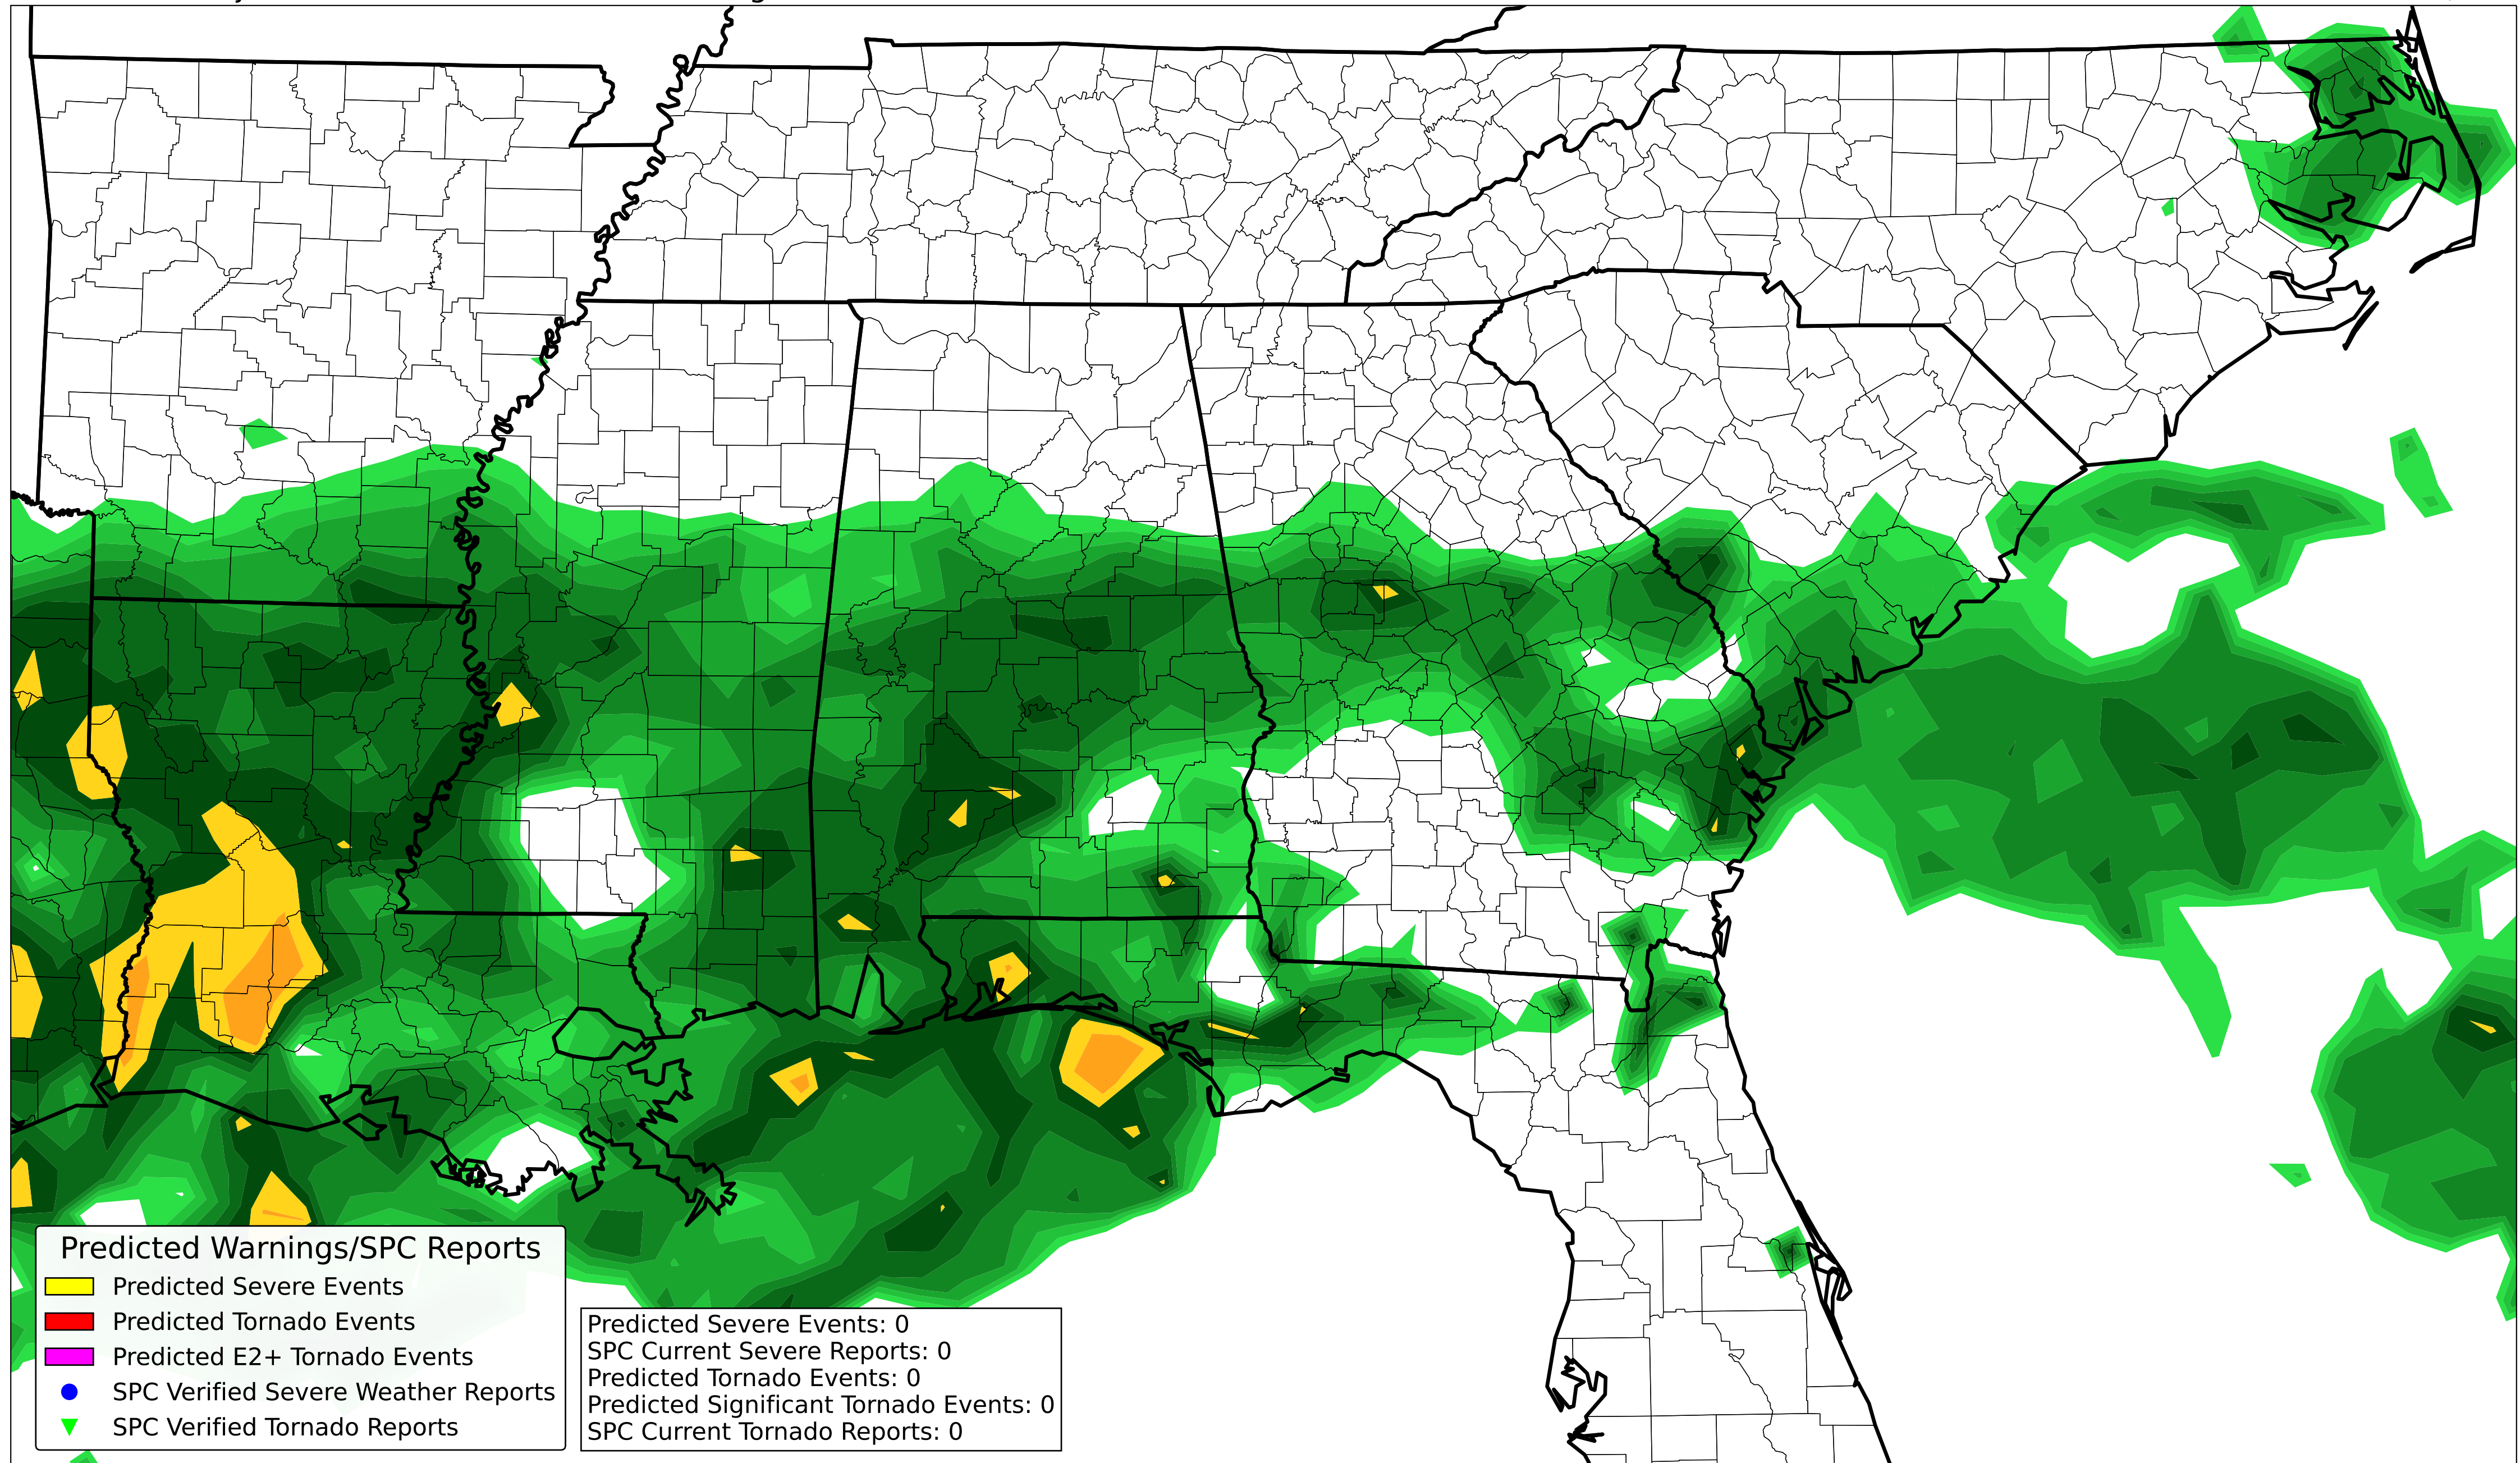 Predicted Warnings/SPC Reports
Predicted Severe Events
Predicted Tornado Events
Predicted E2+ Tornado Events
SPC Verified Severe Weather Reports
SPC Verified Tornado Reports
Predicted Severe Events: 0
SPC Current Severe Reports: 0
Predicted Tornado Events: 0
Predicted Significant Tornado Events: 0
SPC Current Tornado Reports: 0